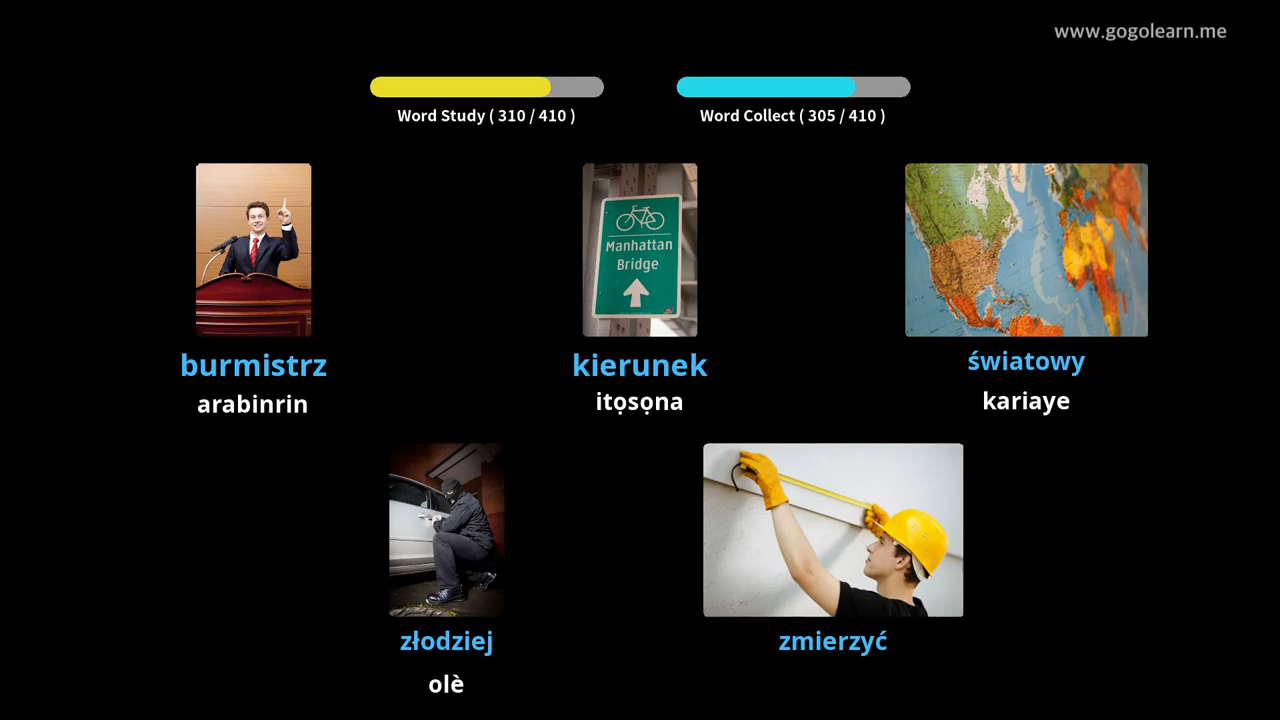 www.gogolearn.me
Word Study ( 310 / 410 )
Word Collect ( 305 / 410 )
Manhattan
Bridge
burmistrz
arabinrin
kierunek
itọsọna
światowy
kariaye
złodziej
olè
zmierzyć